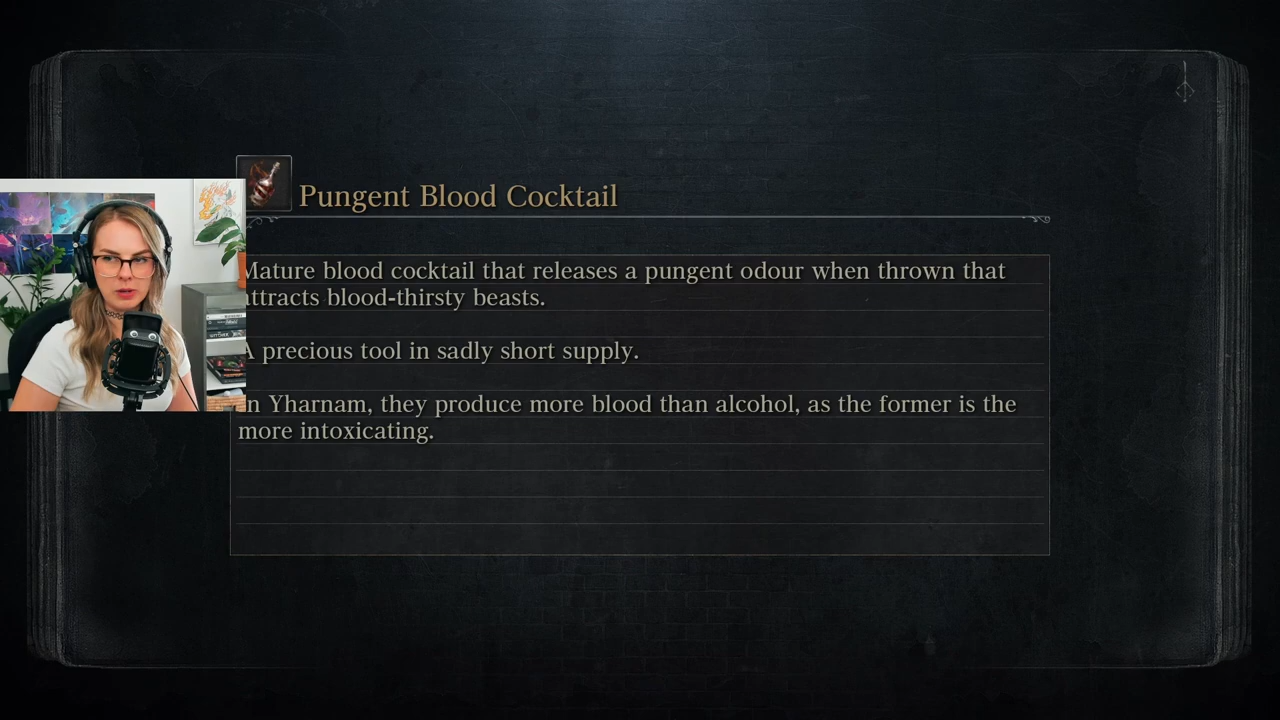 Pungent Blood Cocktail
Mature blood cocktail that releases a pungent odour when thrown that
attracts blood-thirsty beasts.
A precious tool in sadly short supply.
In Yharnam, they produce more blood than alcohol, as the former is the
more intoxicating.